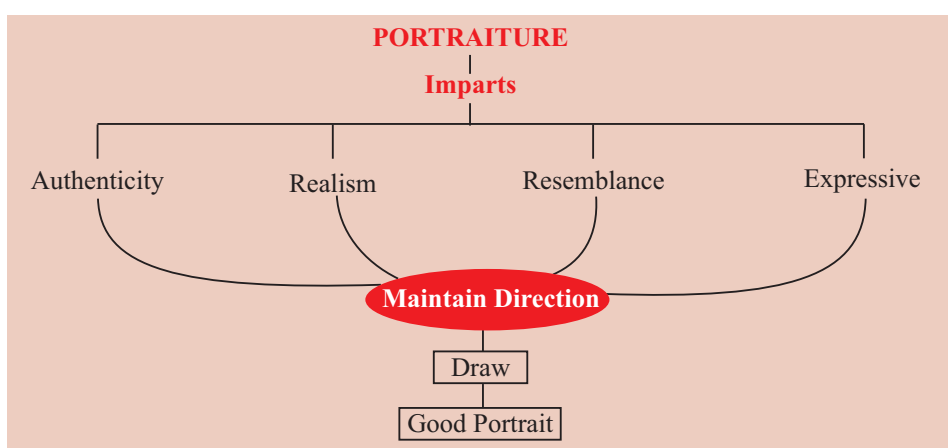 PORTRAITURE
Imparts
Authenticity Realism Resemblance Expressive
Maintain Direction
Draw
Good Portrait